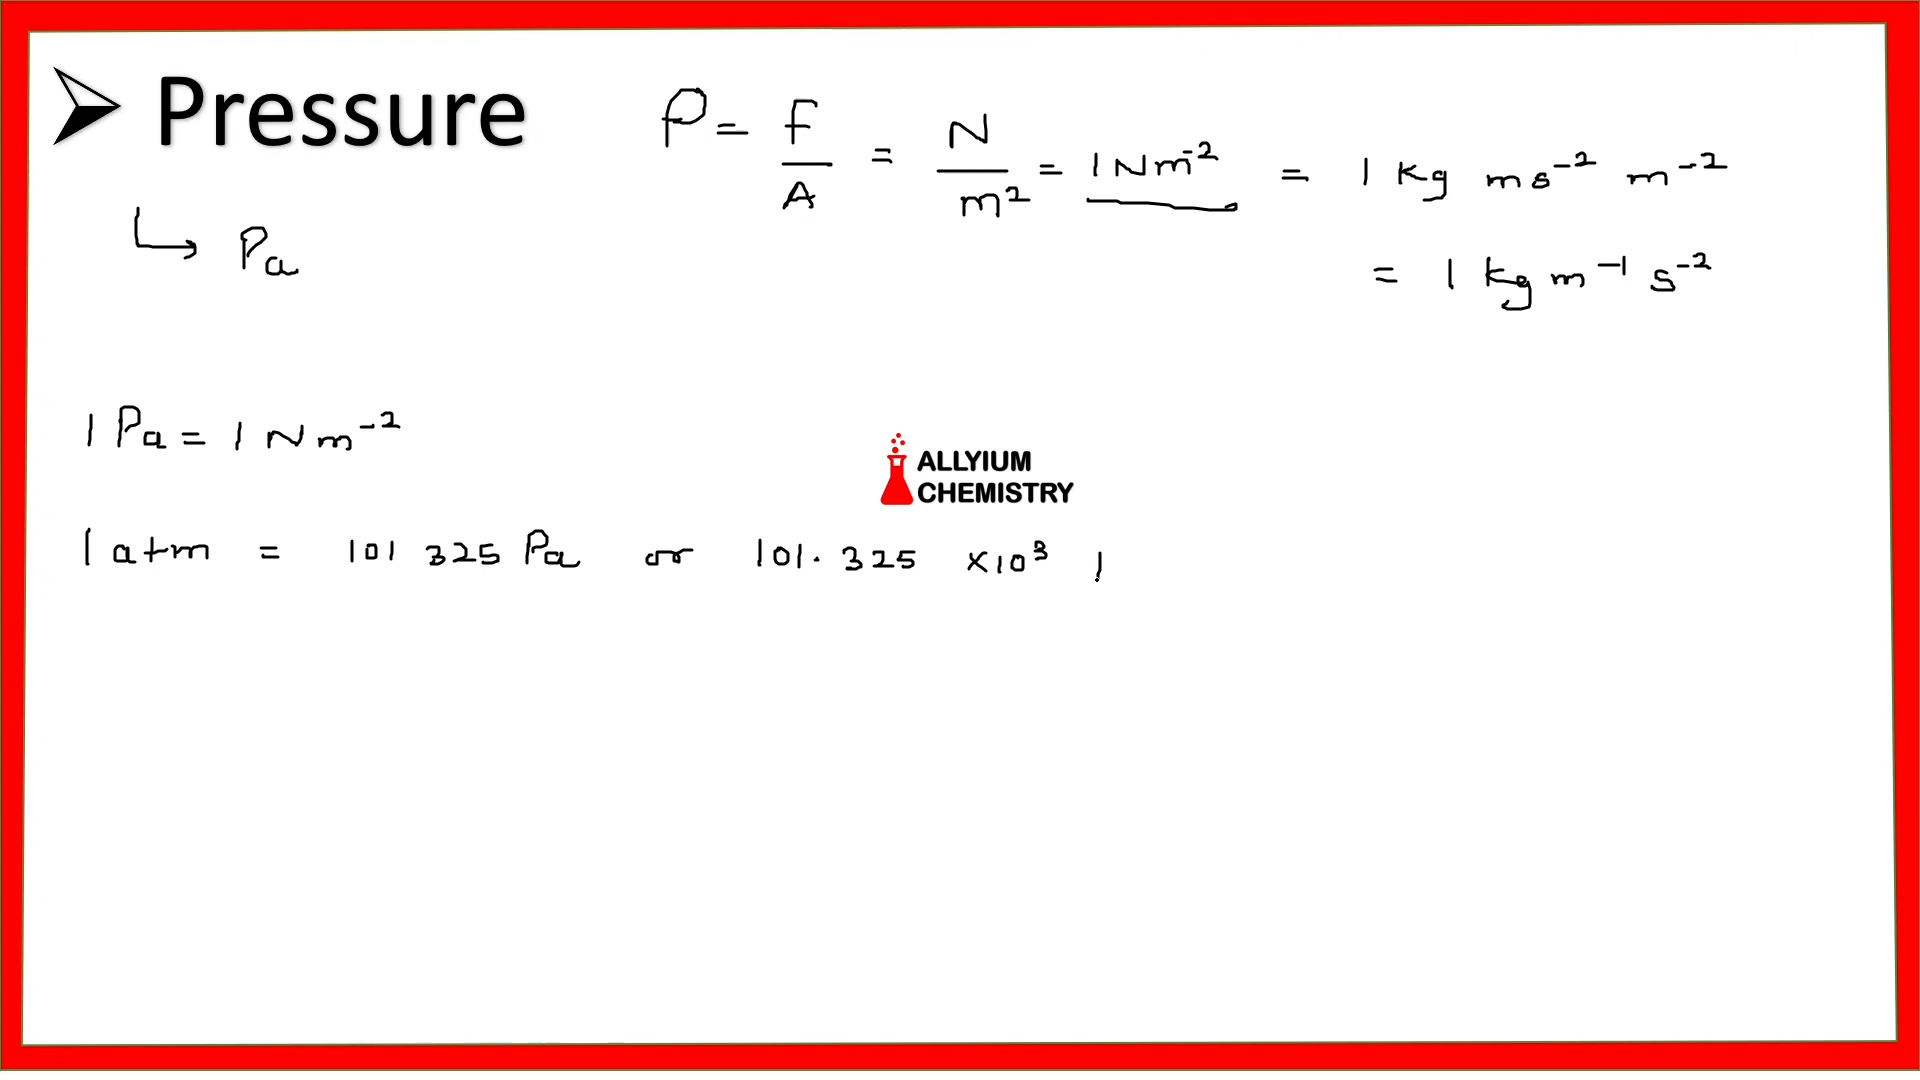 Pressure
P = F/A = N/m² = 1 Nm⁻² = 1 kg ms⁻² m⁻²
= 1 kg m⁻¹ s⁻²
Pa
1 Pa = 1 N m⁻²
ALLYIUM
CHEMISTRY
1 atm = 101 325 Pa or 101.325 ×10³